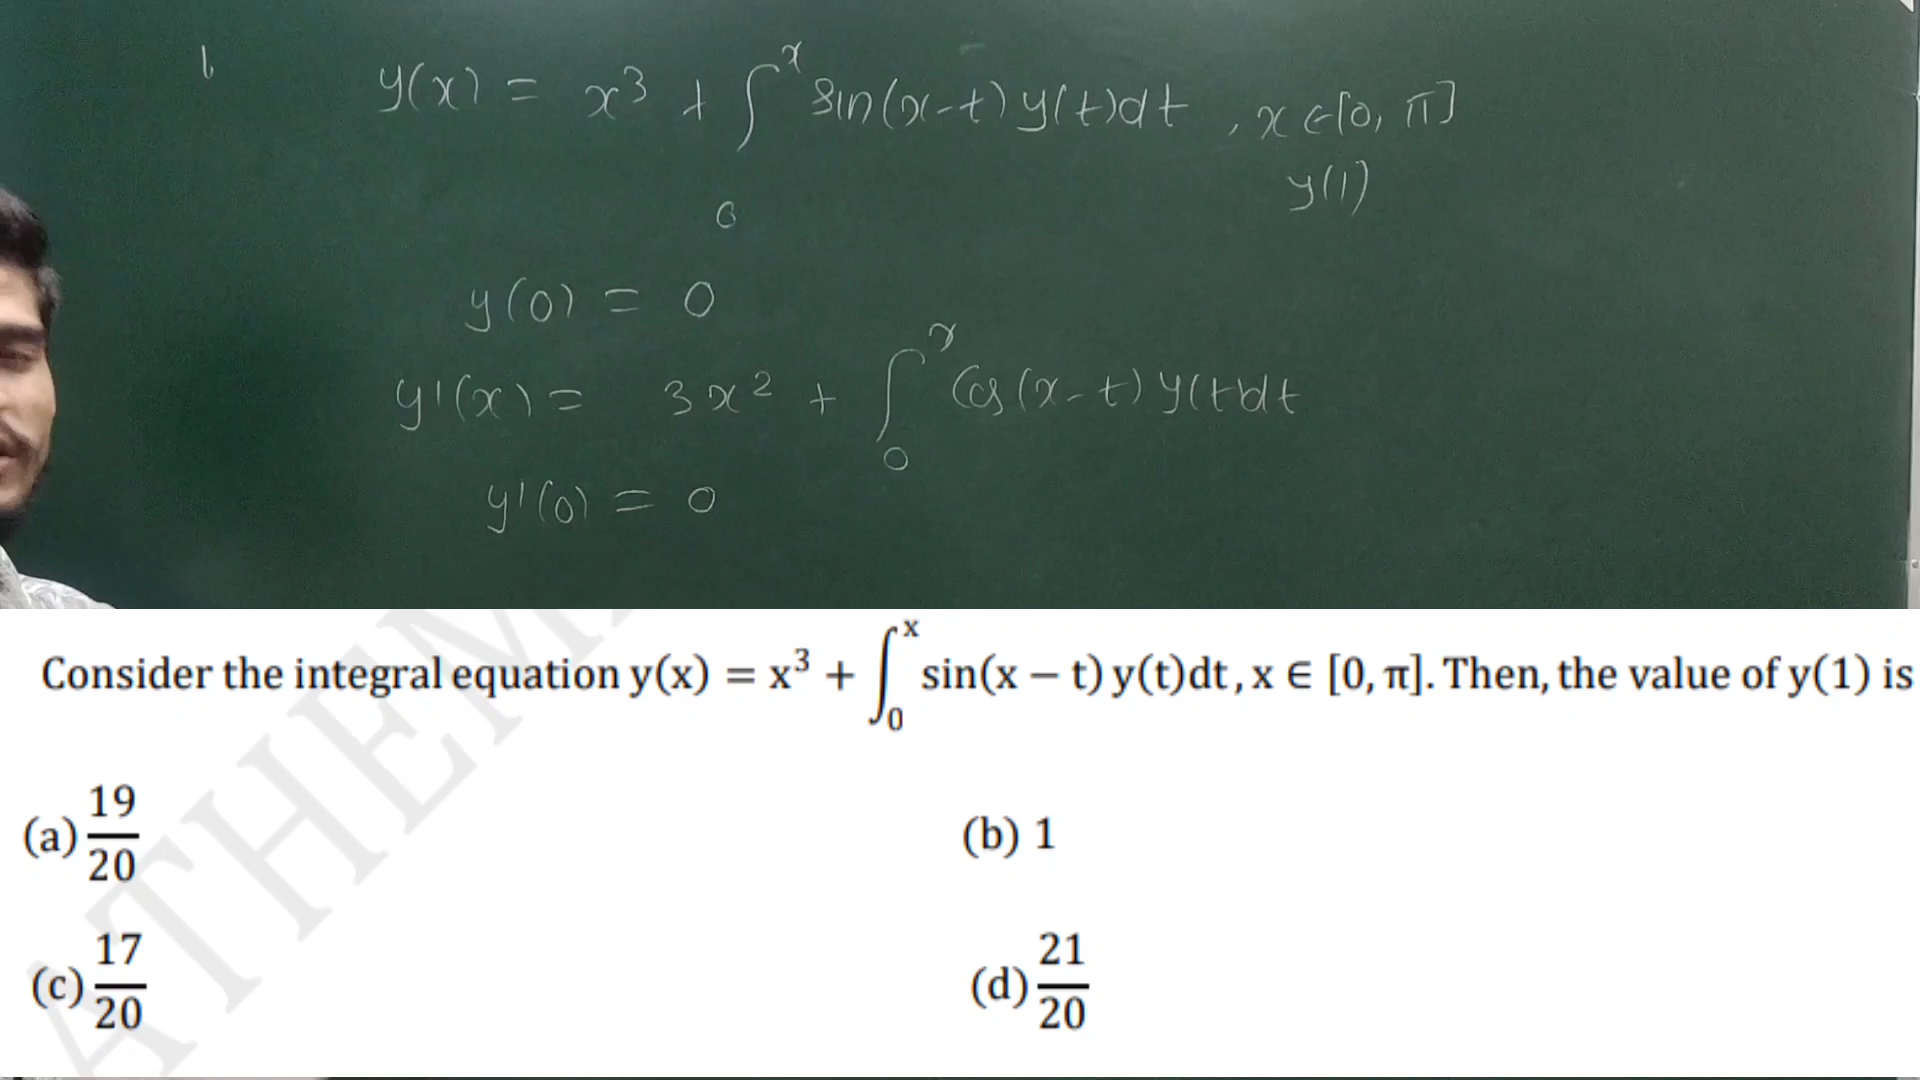 1
y(x) = x³ + ∫₀ˣ sin(x-t) y(t)dt , x ∈ [0, π]
y(1)
y(0) = 0
y'(x) = 3x² + ∫₀ˣ Cos(x-t) y(t)dt
y'(0) = 0
Consider the integral equation y(x) = x³ + ∫₀ˣ sin(x − t) y(t)dt, x ∈ [0, π]. Then, the value of y(1) is
(a) 19/20 (b) 1
(c) 17/20 (d) 21/20
ATHEM